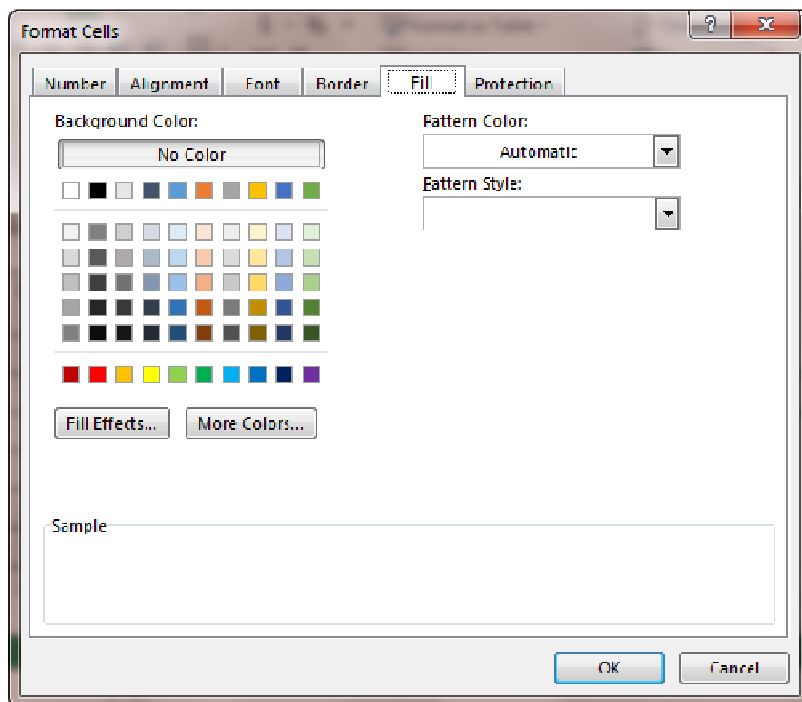 Format Cells
?
Number Alignment Font Border Fill Protection
Background Color:
No Color
Pattern Color:
Automatic
Pattern Style:
Fill Effects...
More Colors...
Sample
OK
Cancel